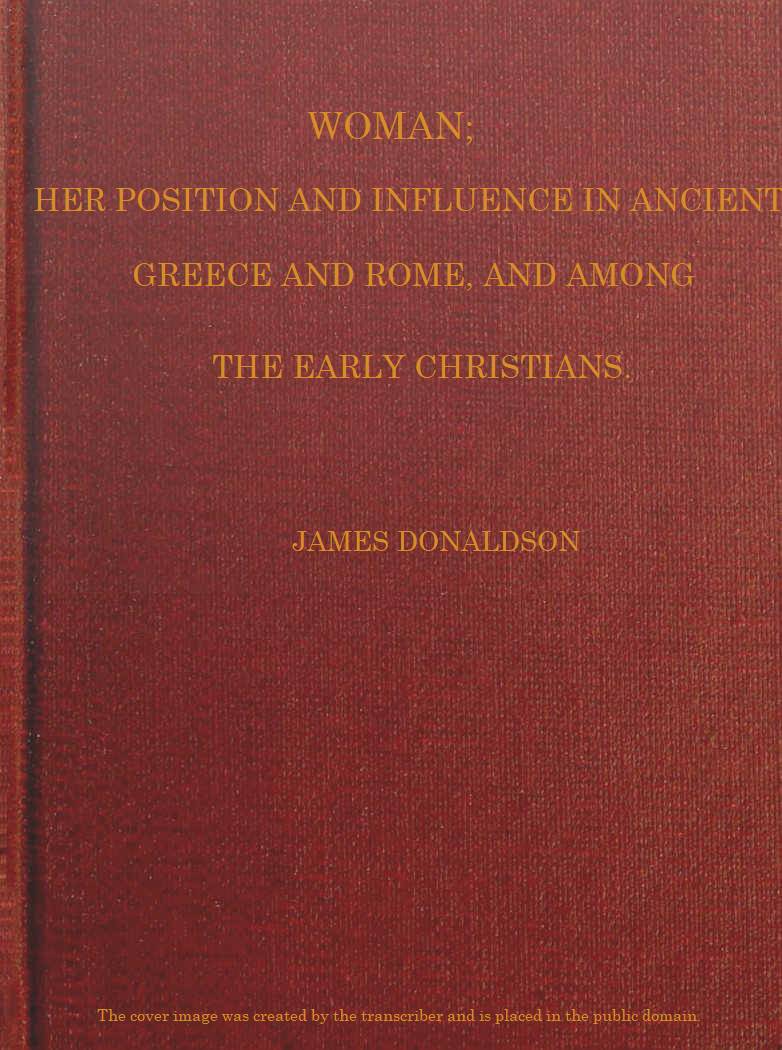 WOMAN;
HER POSITION AND INFLUENCE IN ANCIENT
GREECE AND ROME, AND AMONG
THE EARLY CHRISTIANS.
JAMES DONALDSON
The cover image was created by the transcriber and is placed in the public domain.